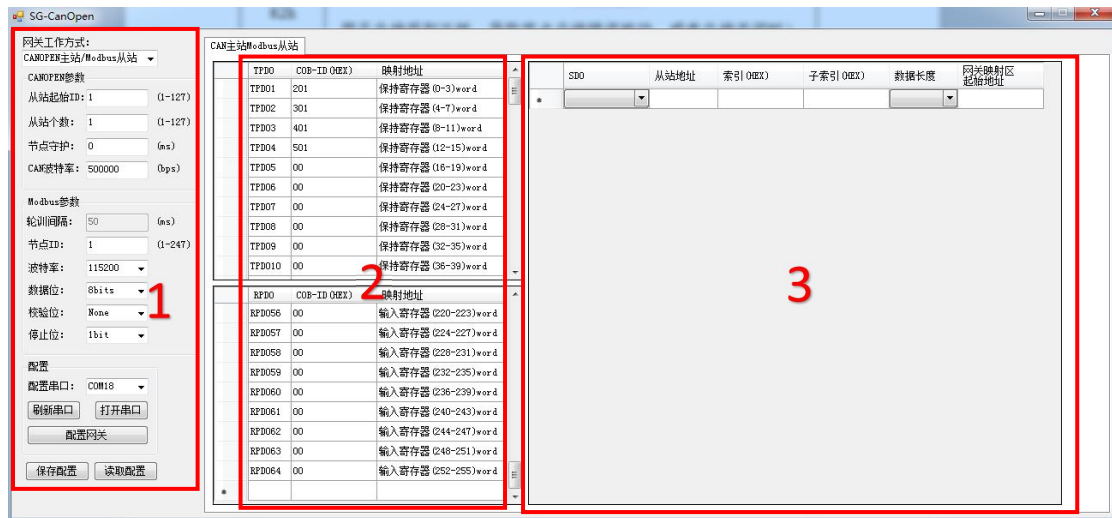 SG-CanOpen
网关工作方式:
CANOPEN主站/Modbus从站
CANOPEN参数
从站起始ID: 1 (1-127)
从站个数: 1 (1-127)
节点守护: 0 (ms)
CAN波特率: 500000 (bps)
Modbus参数
轮训间隔: 50 (ms)
节点ID: 1 (1-247)
波特率: 115200
数据位: 8bits
校验位: None
停止位: 1bit
1
配置
配置串口: COM18
刷新串口 打开串口
配置网关
保存配置 读取配置
CAN主站Modbus从站
TPDO COB-ID(HEX) 映射地址
TPDO1 201 保持寄存器(0-3)word
TPDO2 301 保持寄存器(4-7)word
TPDO3 401 保持寄存器(8-11)word
TPDO4 501 保持寄存器(12-15)word
TPDO5 00 保持寄存器(16-19)word
TPDO6 00 保持寄存器(20-23)word
TPDO7 00 保持寄存器(24-27)word
TPDO8 00 保持寄存器(28-31)word
TPDO9 00 保持寄存器(32-35)word
TPDO10 00 保持寄存器(36-39)word
2
RPDO COB-ID(HEX) 映射地址
RPDO56 00 输入寄存器(220-223)word
RPDO57 00 输入寄存器(224-227)word
RPDO58 00 输入寄存器(228-231)word
RPDO59 00 输入寄存器(232-235)word
RPDO60 00 输入寄存器(236-239)word
RPDO61 00 输入寄存器(240-243)word
RPDO62 00 输入寄存器(244-247)word
RPDO63 00 输入寄存器(248-251)word
RPDO64 00 输入寄存器(252-255)word
*
SDO 从站地址 索引(HEX) 子索引(HEX) 数据长度 网关映射区
起始地址
*
3